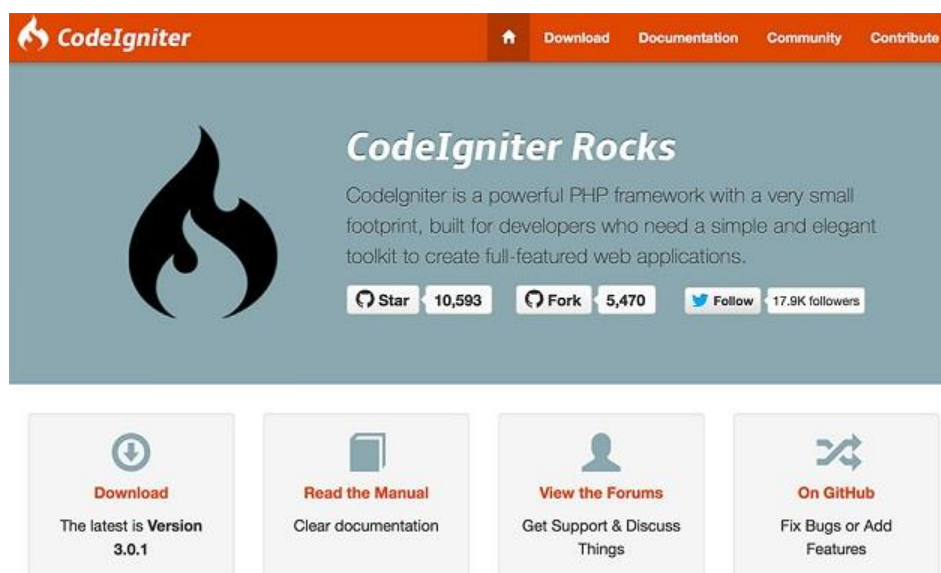 CodeIgniter
Download Documentation Community Contribute
CodeIgniter Rocks
CodeIgniter is a powerful PHP framework with a very small
footprint, built for developers who need a simple and elegant
toolkit to create full-featured web applications.
Star 10,593 Fork 5,470 Follow 17.9K followers
Download
The latest is Version
3.0.1
Read the Manual
Clear documentation
View the Forums
Get Support & Discuss
Things
On GitHub
Fix Bugs or Add
Features